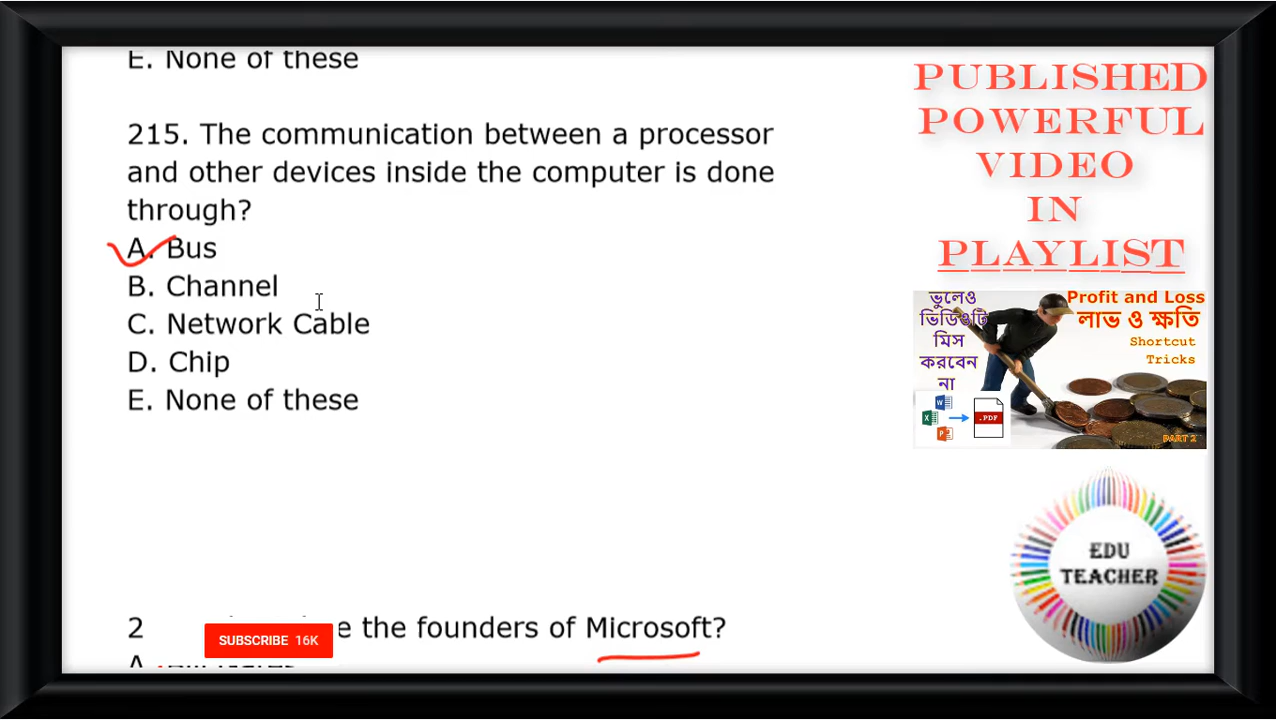 E. None of these
215. The communication between a processor
and other devices inside the computer is done
through?
A. Bus
B. Channel
C. Network Cable
D. Chip
E. None of these
2
e the founders of Microsoft?
A.
SUBSCRIBE 16K
PUBLISHED
POWERFUL
VIDEO
IN
PLAYLIST
ভুলেও
ভিডিওটি
মিস
করবেন
না
Profit and Loss
লাভ ও ক্ষতি
Shortcut
Tricks
W
X
P
.PDF
PART 2
EDU
TEACHER